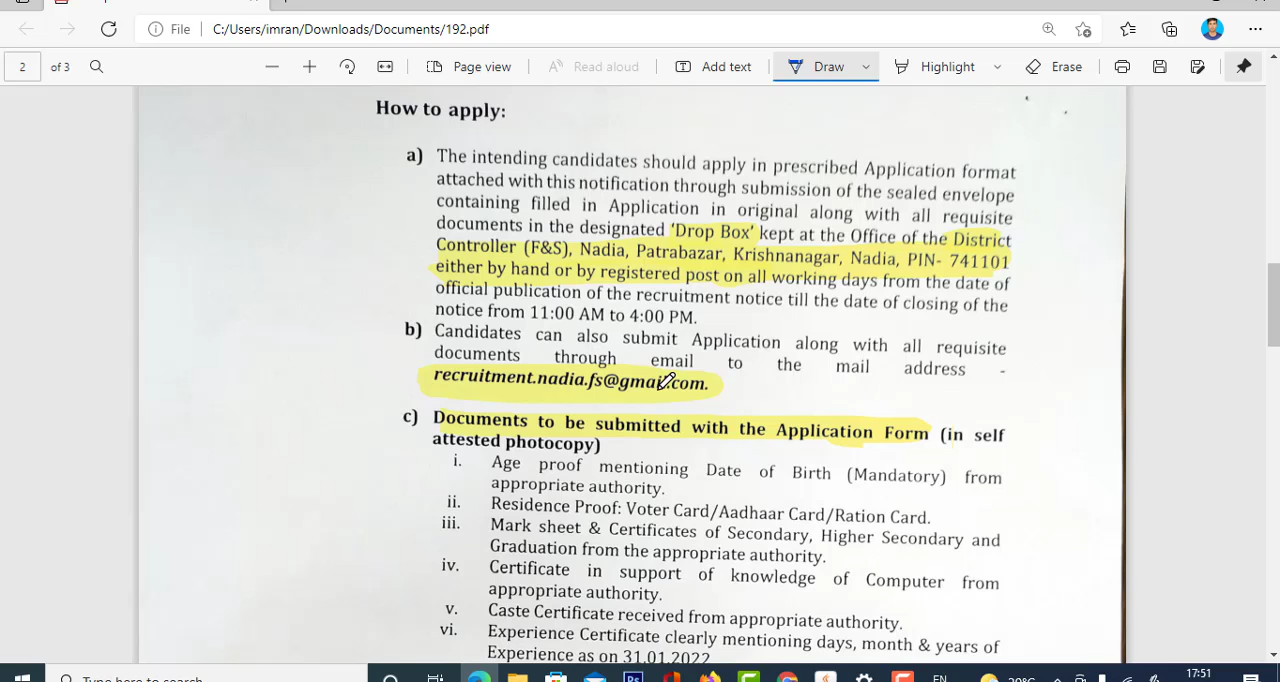 File C:/Users/imran/Downloads/Documents/192.pdf
2 of 3 Page view Read aloud Add text Draw Highlight Erase
How to apply:
a) The intending candidates should apply in prescribed Application format
attached with this notification through submission of the sealed envelope
containing filled in Application in original along with all requisite
documents in the designated 'Drop Box' kept at the Office of the District
Controller (F&S), Nadia, Patrabazar, Krishnanagar, Nadia, PIN- 741101
either by hand or by registered post on all working days from the date of
official publication of the recruitment notice till the date of closing of the
notice from 11:00 AM to 4:00 PM.
b) Candidates can also submit Application along with all requisite
documents through email to the mail address -
recruitment.nadia.fs@gmail.com.
c) Documents to be submitted with the Application Form (in self
attested photocopy)
i. Age proof mentioning Date of Birth (Mandatory) from
appropriate authority.
ii. Residence Proof: Voter Card/Aadhaar Card/Ration Card.
iii. Mark sheet & Certificates of Secondary, Higher Secondary and
Graduation from the appropriate authority.
iv. Certificate in support of knowledge of Computer from
appropriate authority.
v. Caste Certificate received from appropriate authority.
vi. Experience Certificate clearly mentioning days, month & years of
Experience as on 31.01.2022
Type here to search
17:51